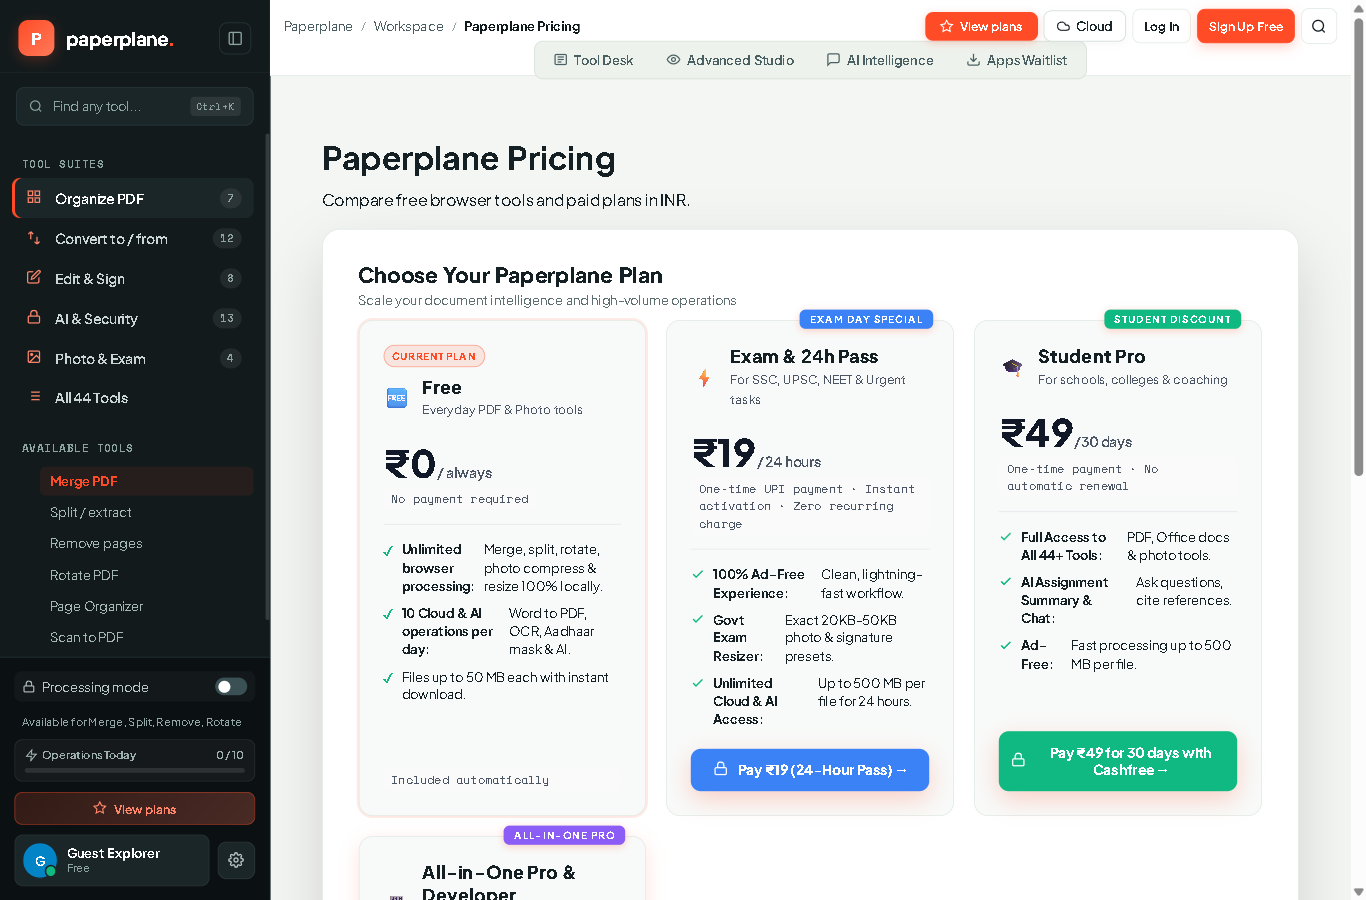 P paperplane.
Find any tool... Ctrl+K
TOOL SUITES
Organize PDF 7
Convert to / from 12
Edit & Sign 8
AI & Security 13
Photo & Exam 4
All 44 Tools
AVAILABLE TOOLS
Merge PDF
Split / extract
Remove pages
Rotate PDF
Page Organizer
Scan to PDF
Processing mode
Available for Merge, Split, Remove, Rotate
Operations Today 0/10
View plans
G Guest Explorer
Free
Paperplane / Workspace / Paperplane Pricing
View plans Cloud Log In Sign Up Free
Tool Desk Advanced Studio AI Intelligence Apps Waitlist
Paperplane Pricing
Compare free browser tools and paid plans in INR.
Choose Your Paperplane Plan
Scale your document intelligence and high-volume operations
CURRENT PLAN
FREE Free
Everyday PDF & Photo tools
₹0 / always
No payment required
Unlimited browser processing: Merge, split, rotate, photo compress & resize 100% locally.
10 Cloud & AI operations per day: Word to PDF, OCR, Aadhaar mask & AI.
Files up to 50 MB each with instant
download.
Included automatically
EXAM DAY SPECIAL
Exam & 24h Pass
For SSC, UPSC, NEET & Urgent
tasks
₹19 / 24 hours
One-time UPI payment · Instant
activation · Zero recurring
charge
100% Ad-Free Experience: Clean, lightning-fast workflow.
Govt Exam Resizer: Exact 20KB-50KB photo & signature presets.
Unlimited Cloud & AI Access: Up to 500 MB per file for 24 hours.
Pay ₹19 (24-Hour Pass) →
STUDENT DISCOUNT
Student Pro
For schools, colleges & coaching
₹49 / 30 days
One-time payment · No
automatic renewal
Full Access to All 44+ Tools: PDF, Office docs & photo tools.
AI Assignment Summary & Chat: Ask questions, cite references.
Ad-Free: Fast processing up to 500 MB per file.
Pay ₹49 for 30 days with
Cashfree →
ALL-IN-ONE PRO
All-in-One Pro &
Developer